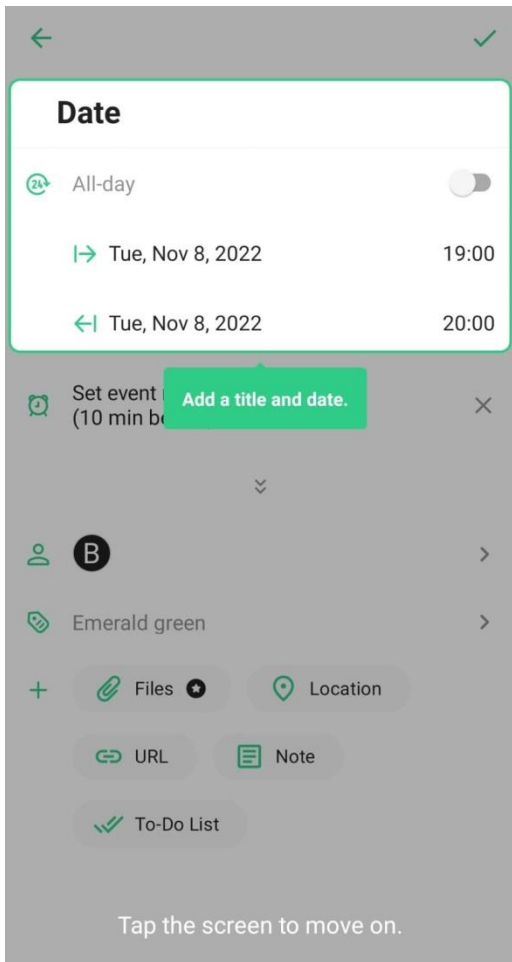 Date
24
All-day
Tue, Nov 8, 2022 19:00
Tue, Nov 8, 2022 20:00
Set event
(10 min
Add a title and date.
B
Emerald green
Files Location
URL Note
To-Do List
Tap the screen to move on.